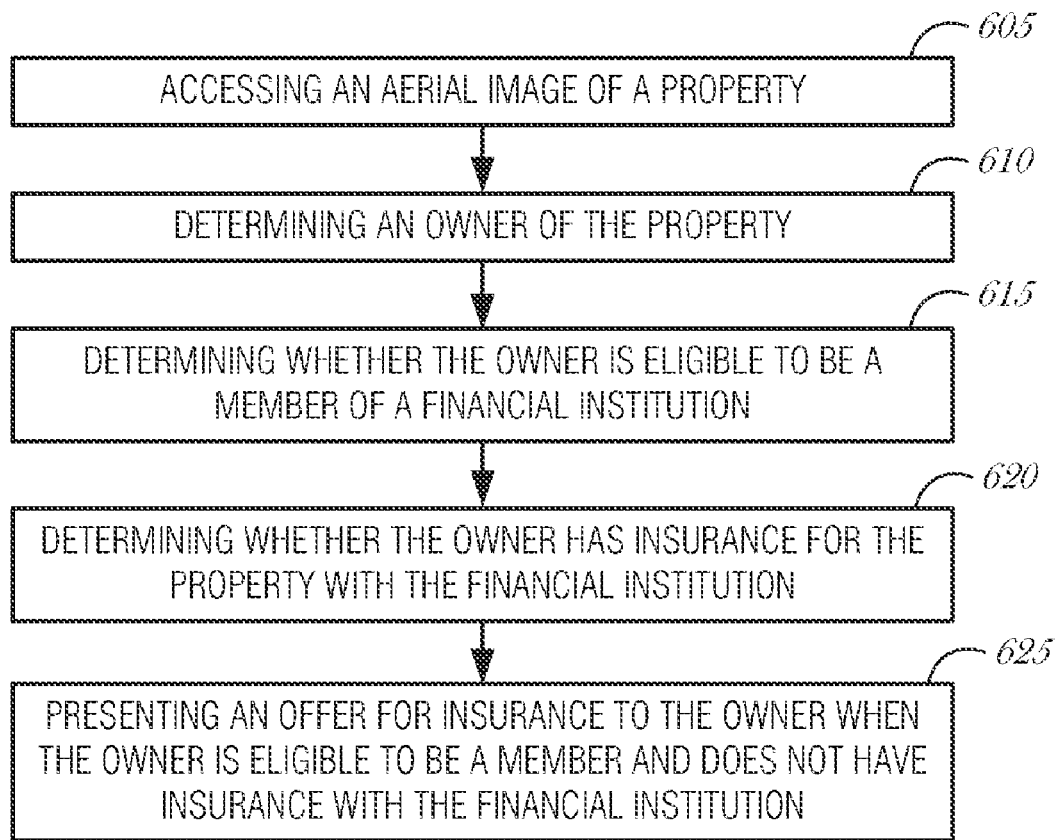 605
ACCESSING AN AERIAL IMAGE OF A PROPERTY
610
DETERMINING AN OWNER OF THE PROPERTY
615
DETERMINING WHETHER THE OWNER IS ELIGIBLE TO BE A
MEMBER OF A FINANCIAL INSTITUTION
620
DETERMINING WHETHER THE OWNER HAS INSURANCE FOR THE
PROPERTY WITH THE FINANCIAL INSTITUTION
625
PRESENTING AN OFFER FOR INSURANCE TO THE OWNER WHEN
THE OWNER IS ELIGIBLE TO BE A MEMBER AND DOES NOT HAVE
INSURANCE WITH THE FINANCIAL INSTITUTION